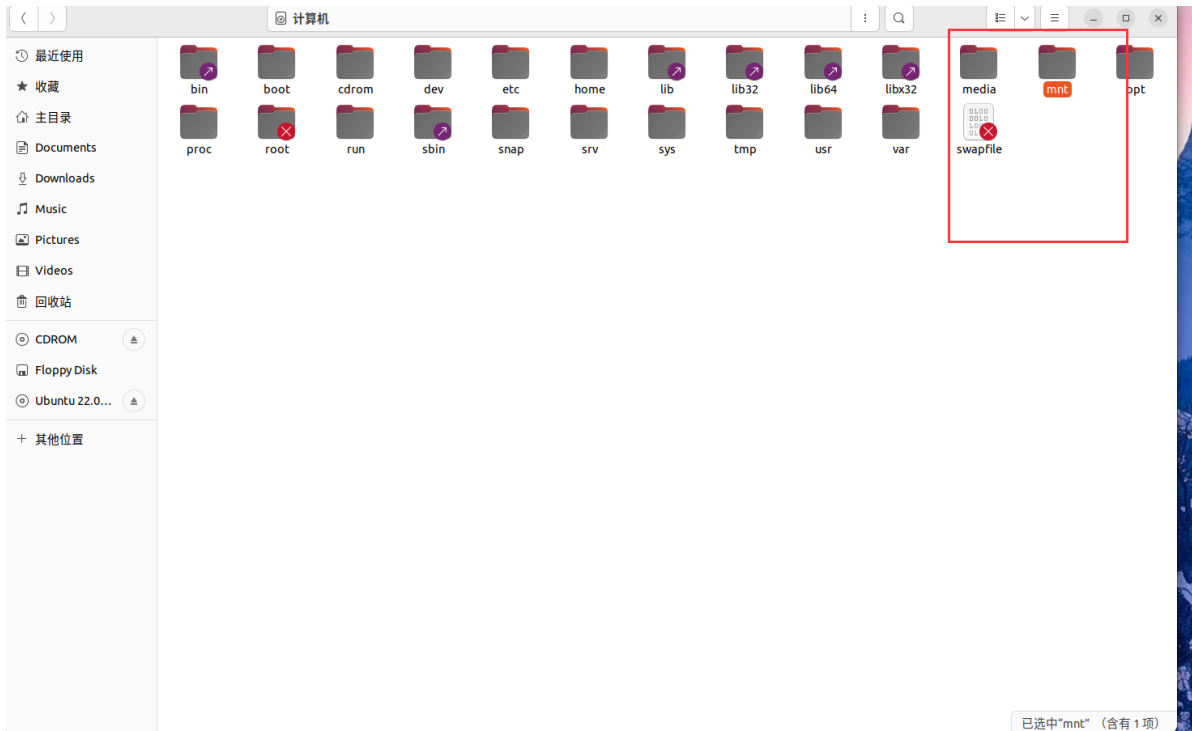 计算机
最近使用
收藏
主目录
Documents
Downloads
Music
Pictures
Videos
回收站
CDROM
Floppy Disk
Ubuntu 22.0...
其他位置
bin boot cdrom dev etc home lib lib32 lib64 libx32 media mnt opt
proc root run sbin snap srv sys tmp usr var swapfile
已选中“mnt” （含有 1 项）